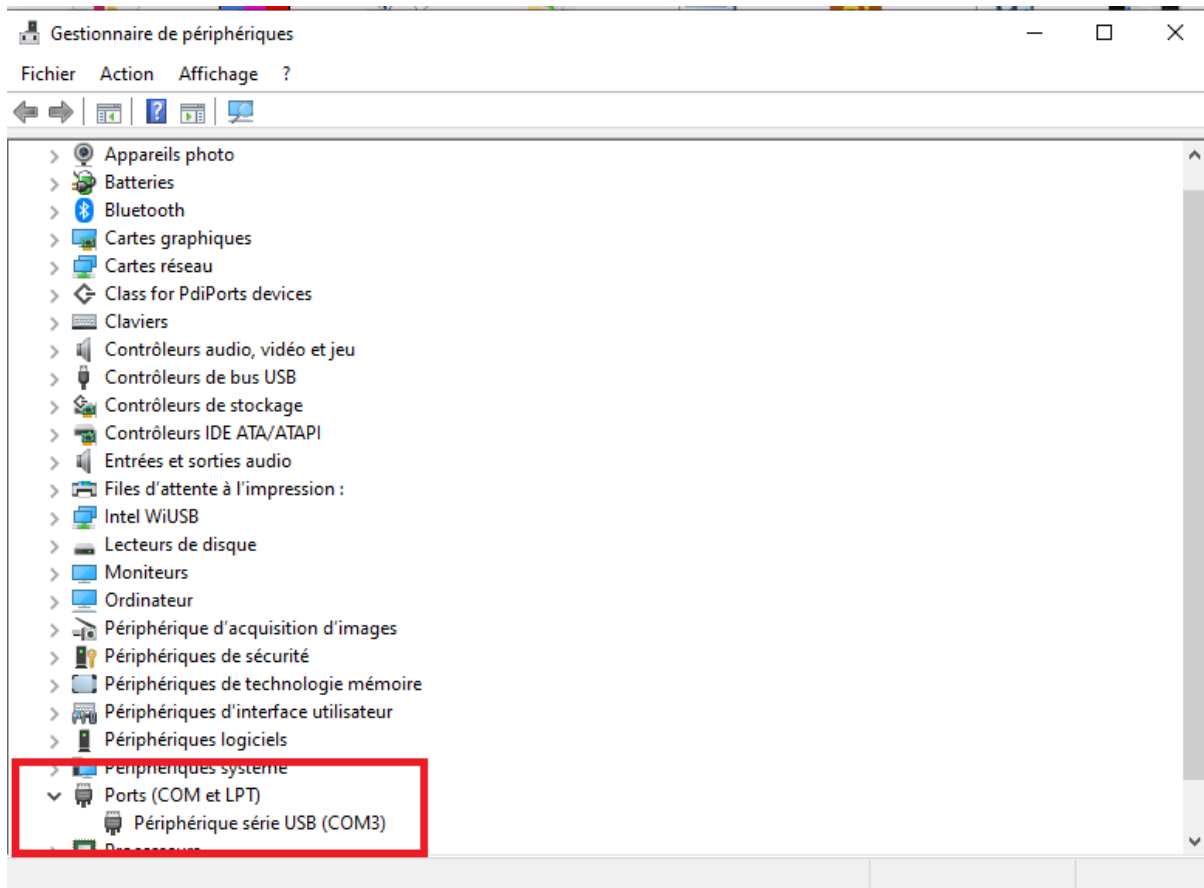 Gestionnaire de périphériques
Fichier Action Affichage ?
Appareils photo
Batteries
Bluetooth
Cartes graphiques
Cartes réseau
Class for PdiPorts devices
Claviers
Contrôleurs audio, vidéo et jeu
Contrôleurs de bus USB
Contrôleurs de stockage
Contrôleurs IDE ATA/ATAPI
Entrées et sorties audio
Files d'attente à l'impression :
Intel WiUSB
Lecteurs de disque
Moniteurs
Ordinateur
Périphérique d'acquisition d'images
Périphériques de sécurité
Périphériques de technologie mémoire
Périphériques d'interface utilisateur
Périphériques logiciels
Périphériques système
Ports (COM et LPT)
Périphérique série USB (COM3)